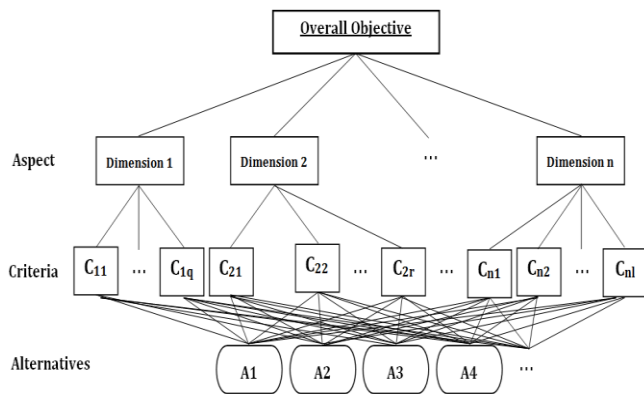 Overall Objective
Aspect Dimension 1 Dimension 2 ... Dimension n
Criteria C11 ... C1q C21 C22 ... C2r ... Cn1 Cn2 ... Cnl
Alternatives A1 A2 A3 A4 ...